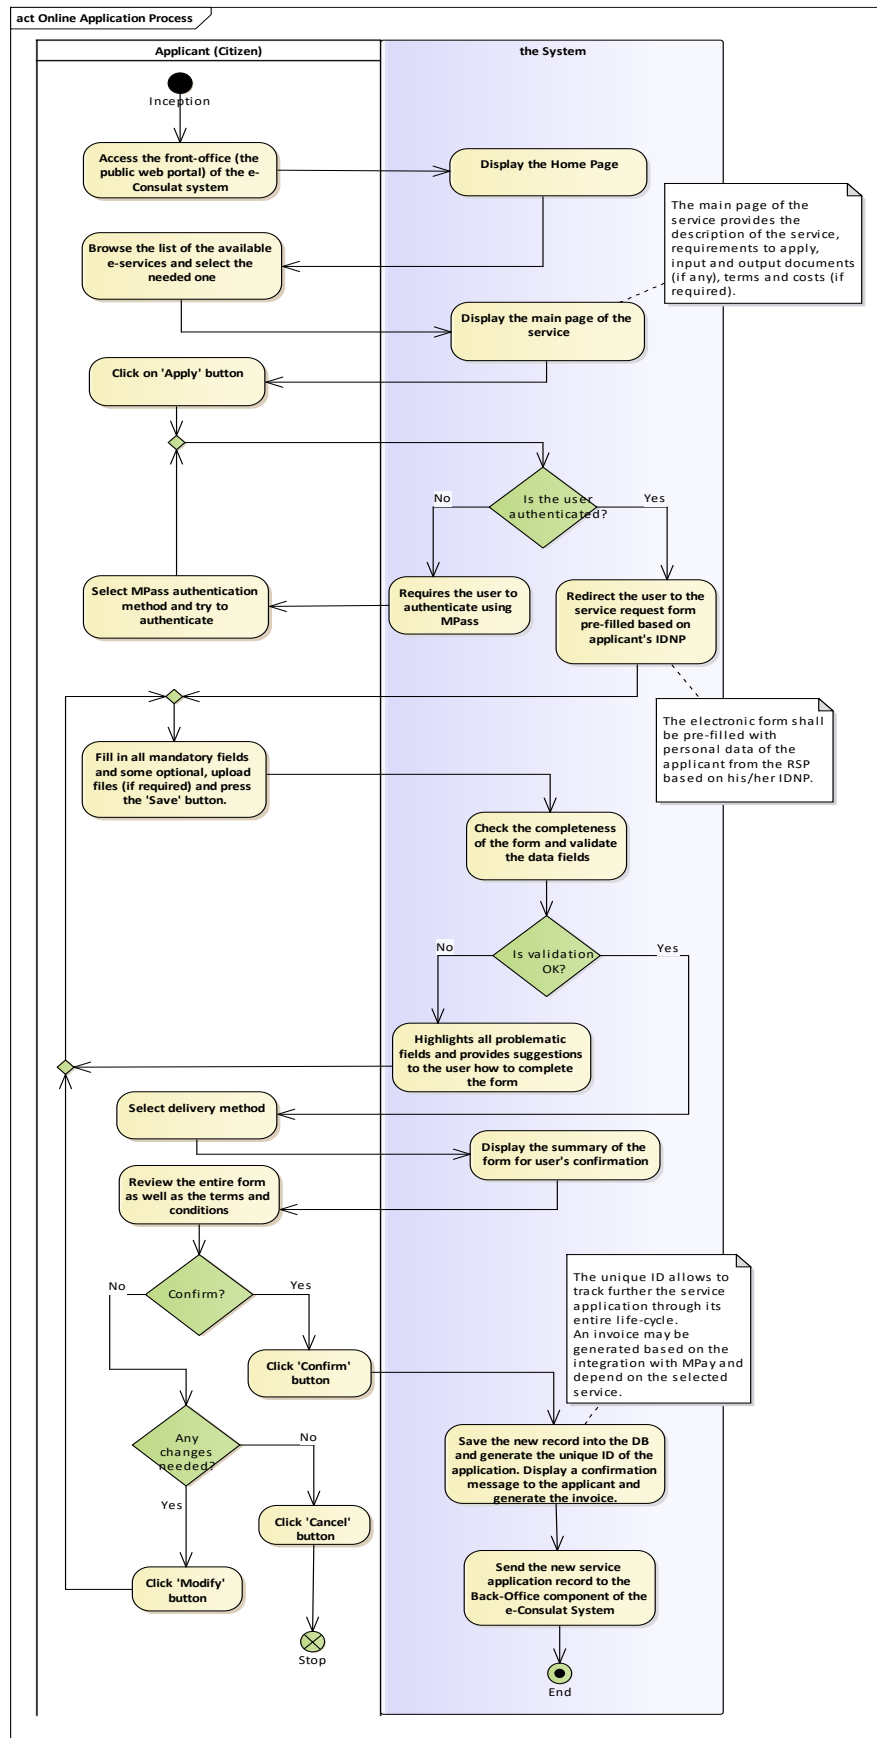 act Online Application Process
Applicant (Citizen)
the System
Inception
Access the front-office (the
public web portal) of the e-
Consulat system
Display the Home Page
The main page of the
service provides the
description of the service,
requirements to apply,
input and output documents
(if any), terms and costs (if
required).
Browse the list of the available
e-services and select the
needed one
Display the main page of the
service
Click on 'Apply' button
Is the user
authenticated?
No
Yes
Select MPass authentication
method and try to
authenticate
Requires the user to
authenticate using
MPass
Redirect the user to the
service request form
pre-filled based on
applicant's IDNP
The electronic form shall
be pre-filled with
personal data of the
applicant from the RSP
based on his/her IDNP.
Fill in all mandatory fields
and some optional, upload
files (if required) and press
the 'Save' button.
Check the completeness
of the form and validate
the data fields
Is validation
OK?
No
Yes
Highlights all problematic
fields and provides suggestions
to the user how to complete
the form
Select delivery method
Display the summary of the
form for user's confirmation
Review the entire form
as well as the terms and
conditions
Confirm?
No
Yes
The unique ID allows to
track further the service
application through its
entire life-cycle.
An invoice may be
generated based on the
integration with MPay and
depend on the selected
service.
Click 'Confirm'
button
Any
changes
needed?
No
Yes
Save the new record into the DB
and generate the unique ID of the
application. Display a confirmation
message to the applicant and
generate the invoice.
Click 'Cancel'
button
Click 'Modify'
button
Send the new service
application record to the
Back-Office component of the
e-Consulat System
Stop
End